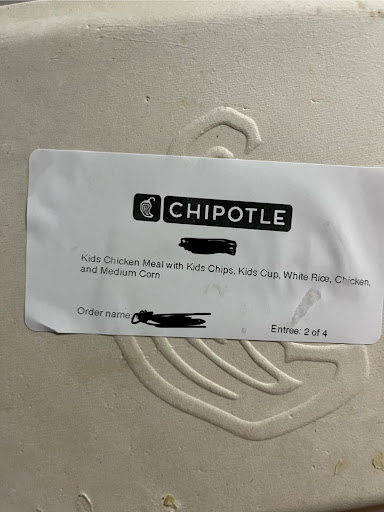 CHIPOTLE
Kids Chicken Meal with Kids Chips, Kids Cup, White Rice, Chicken,
and Medium Corn
Order name:
Entree: 2 of 4